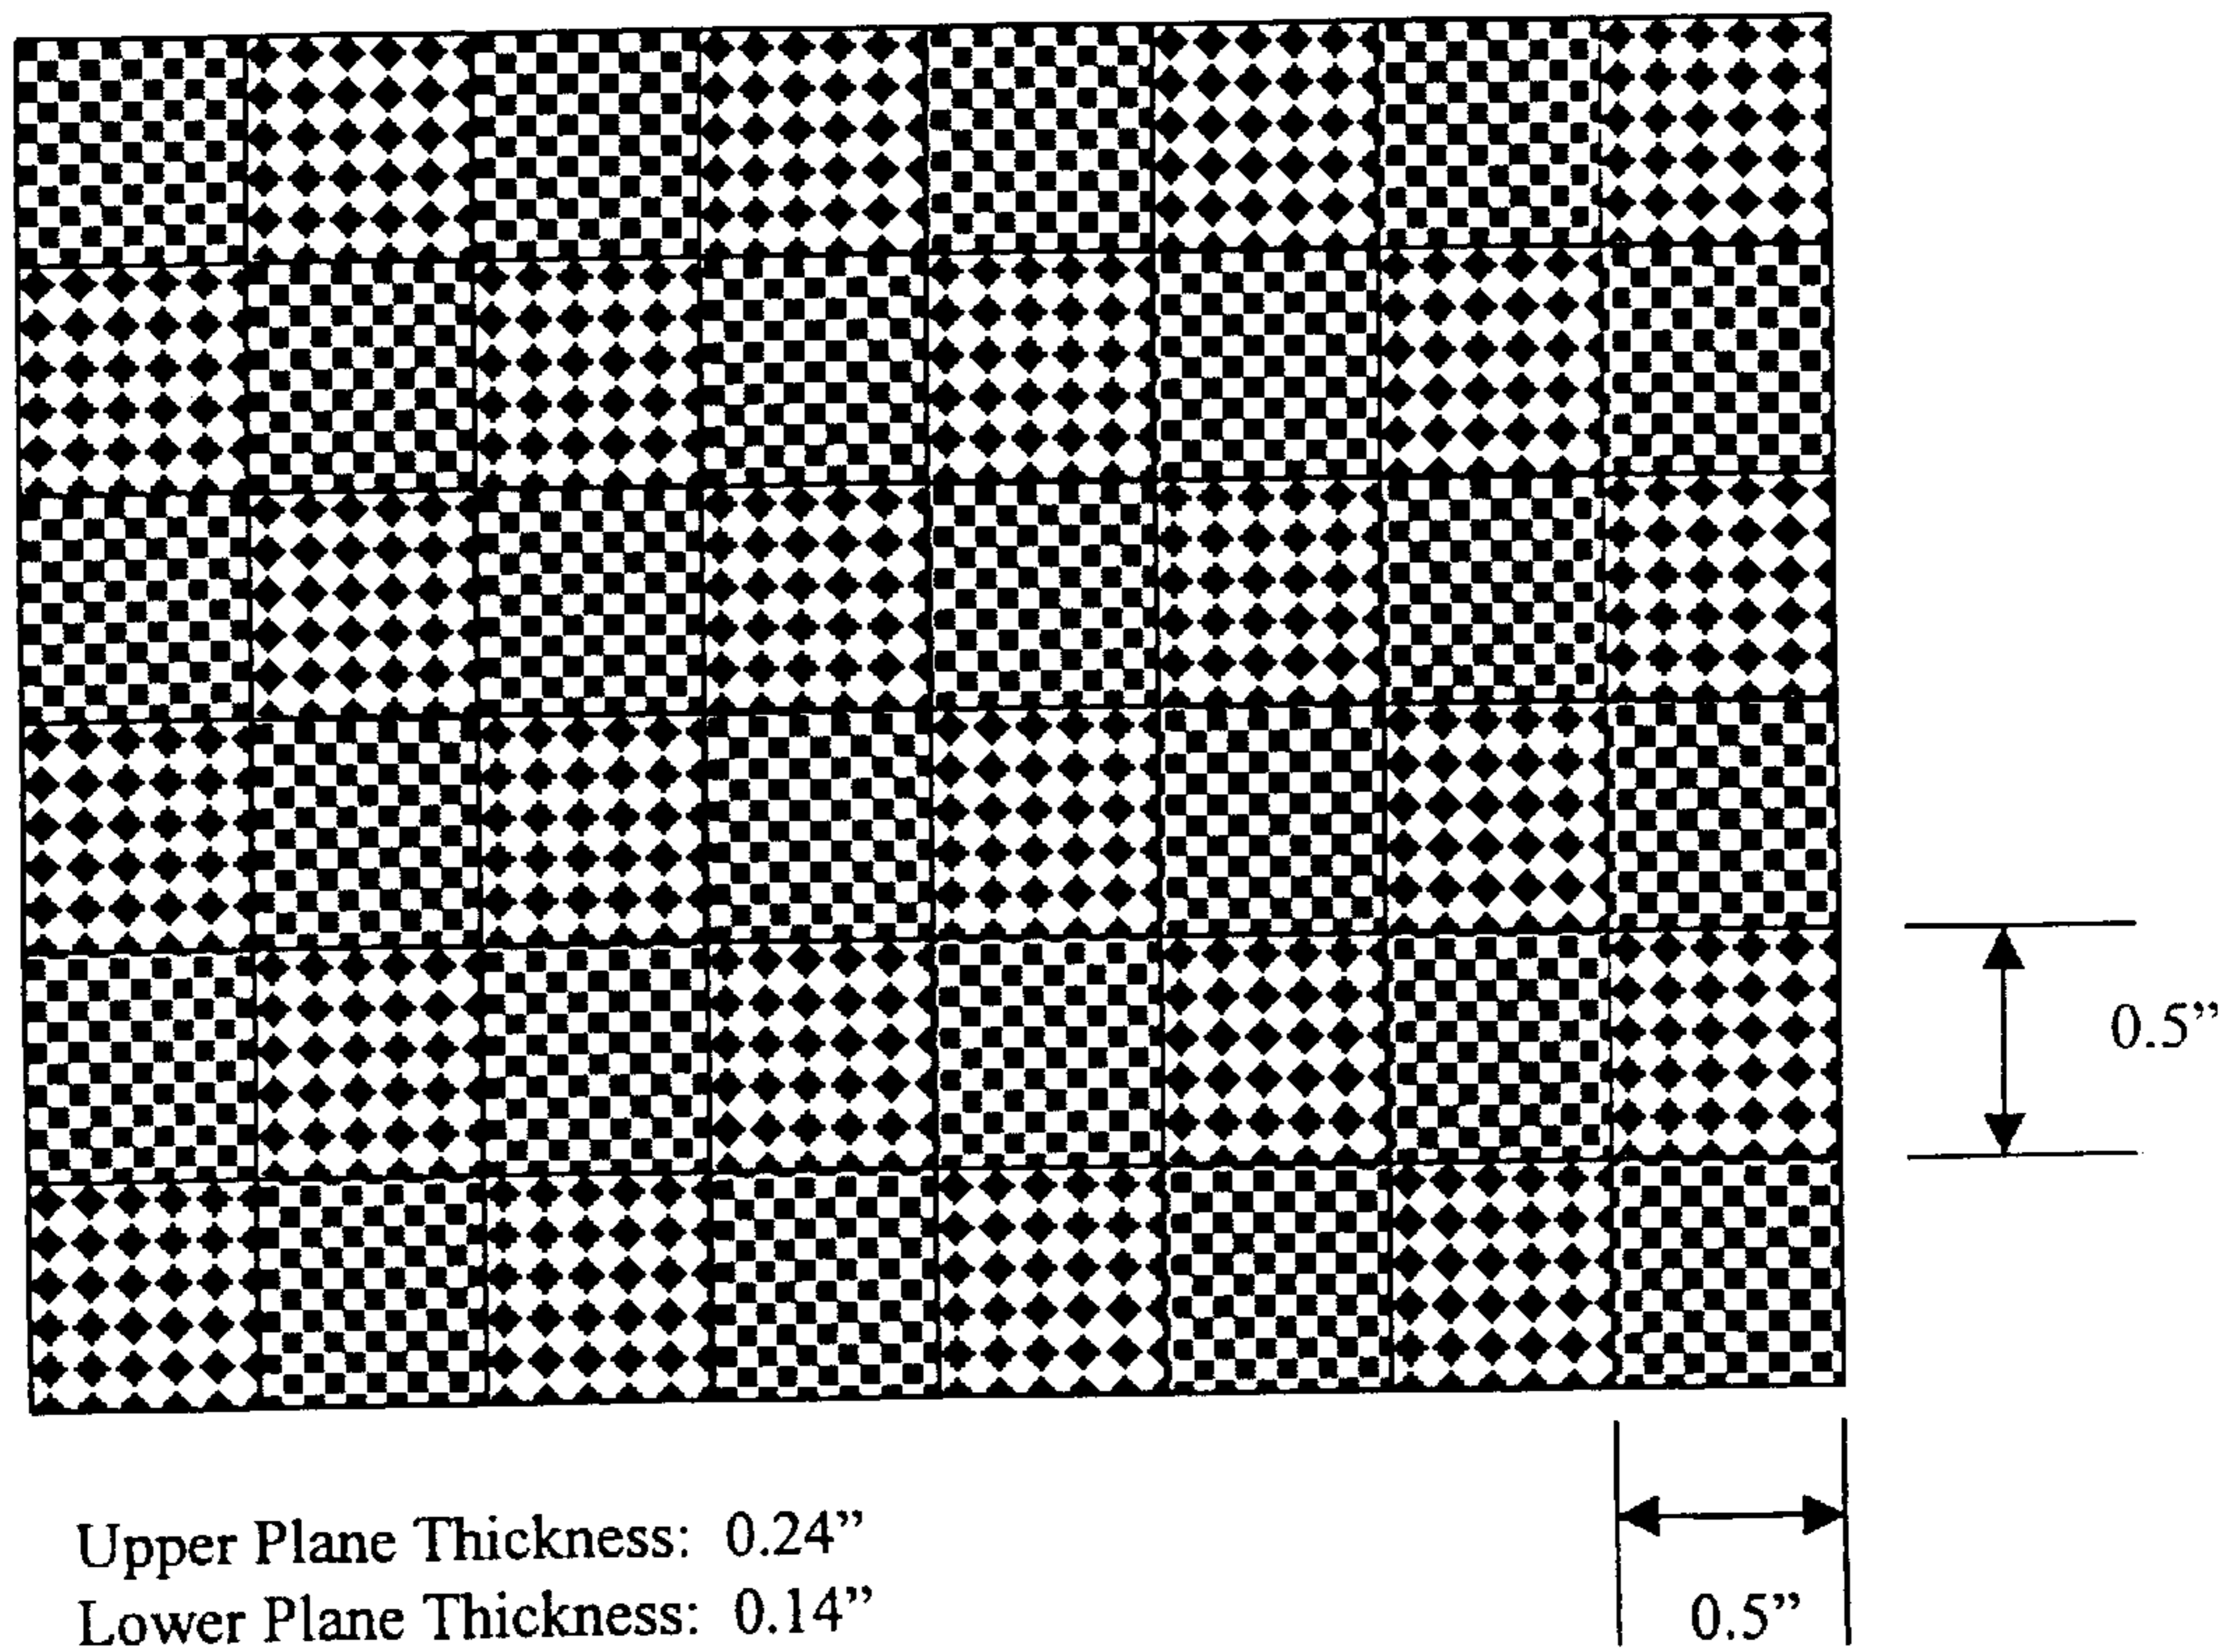 0.5”
Upper Plane Thickness: 0.24”
Lower Plane Thickness: 0.14”
0.5”